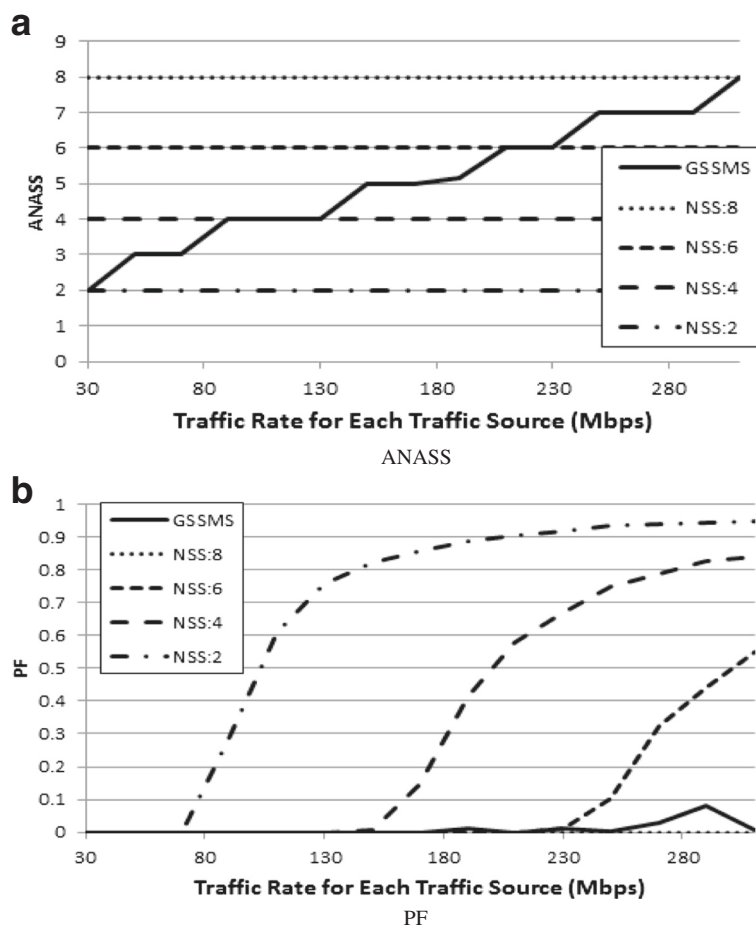 a
9
8
7
6
5
4
3
2
1
0
ANASS
GSSMS
NSS:8
NSS:6
NSS:4
NSS:2
30 80 130 180 230 280
Traffic Rate for Each Traffic Source (Mbps)
ANASS
b
1
0.9
0.8
0.7
0.6
0.5
0.4
0.3
0.2
0.1
0
PF
GSSMS
NSS:8
NSS:6
NSS:4
NSS:2
30 80 130 180 230 280
Traffic Rate for Each Traffic Source (Mbps)
PF